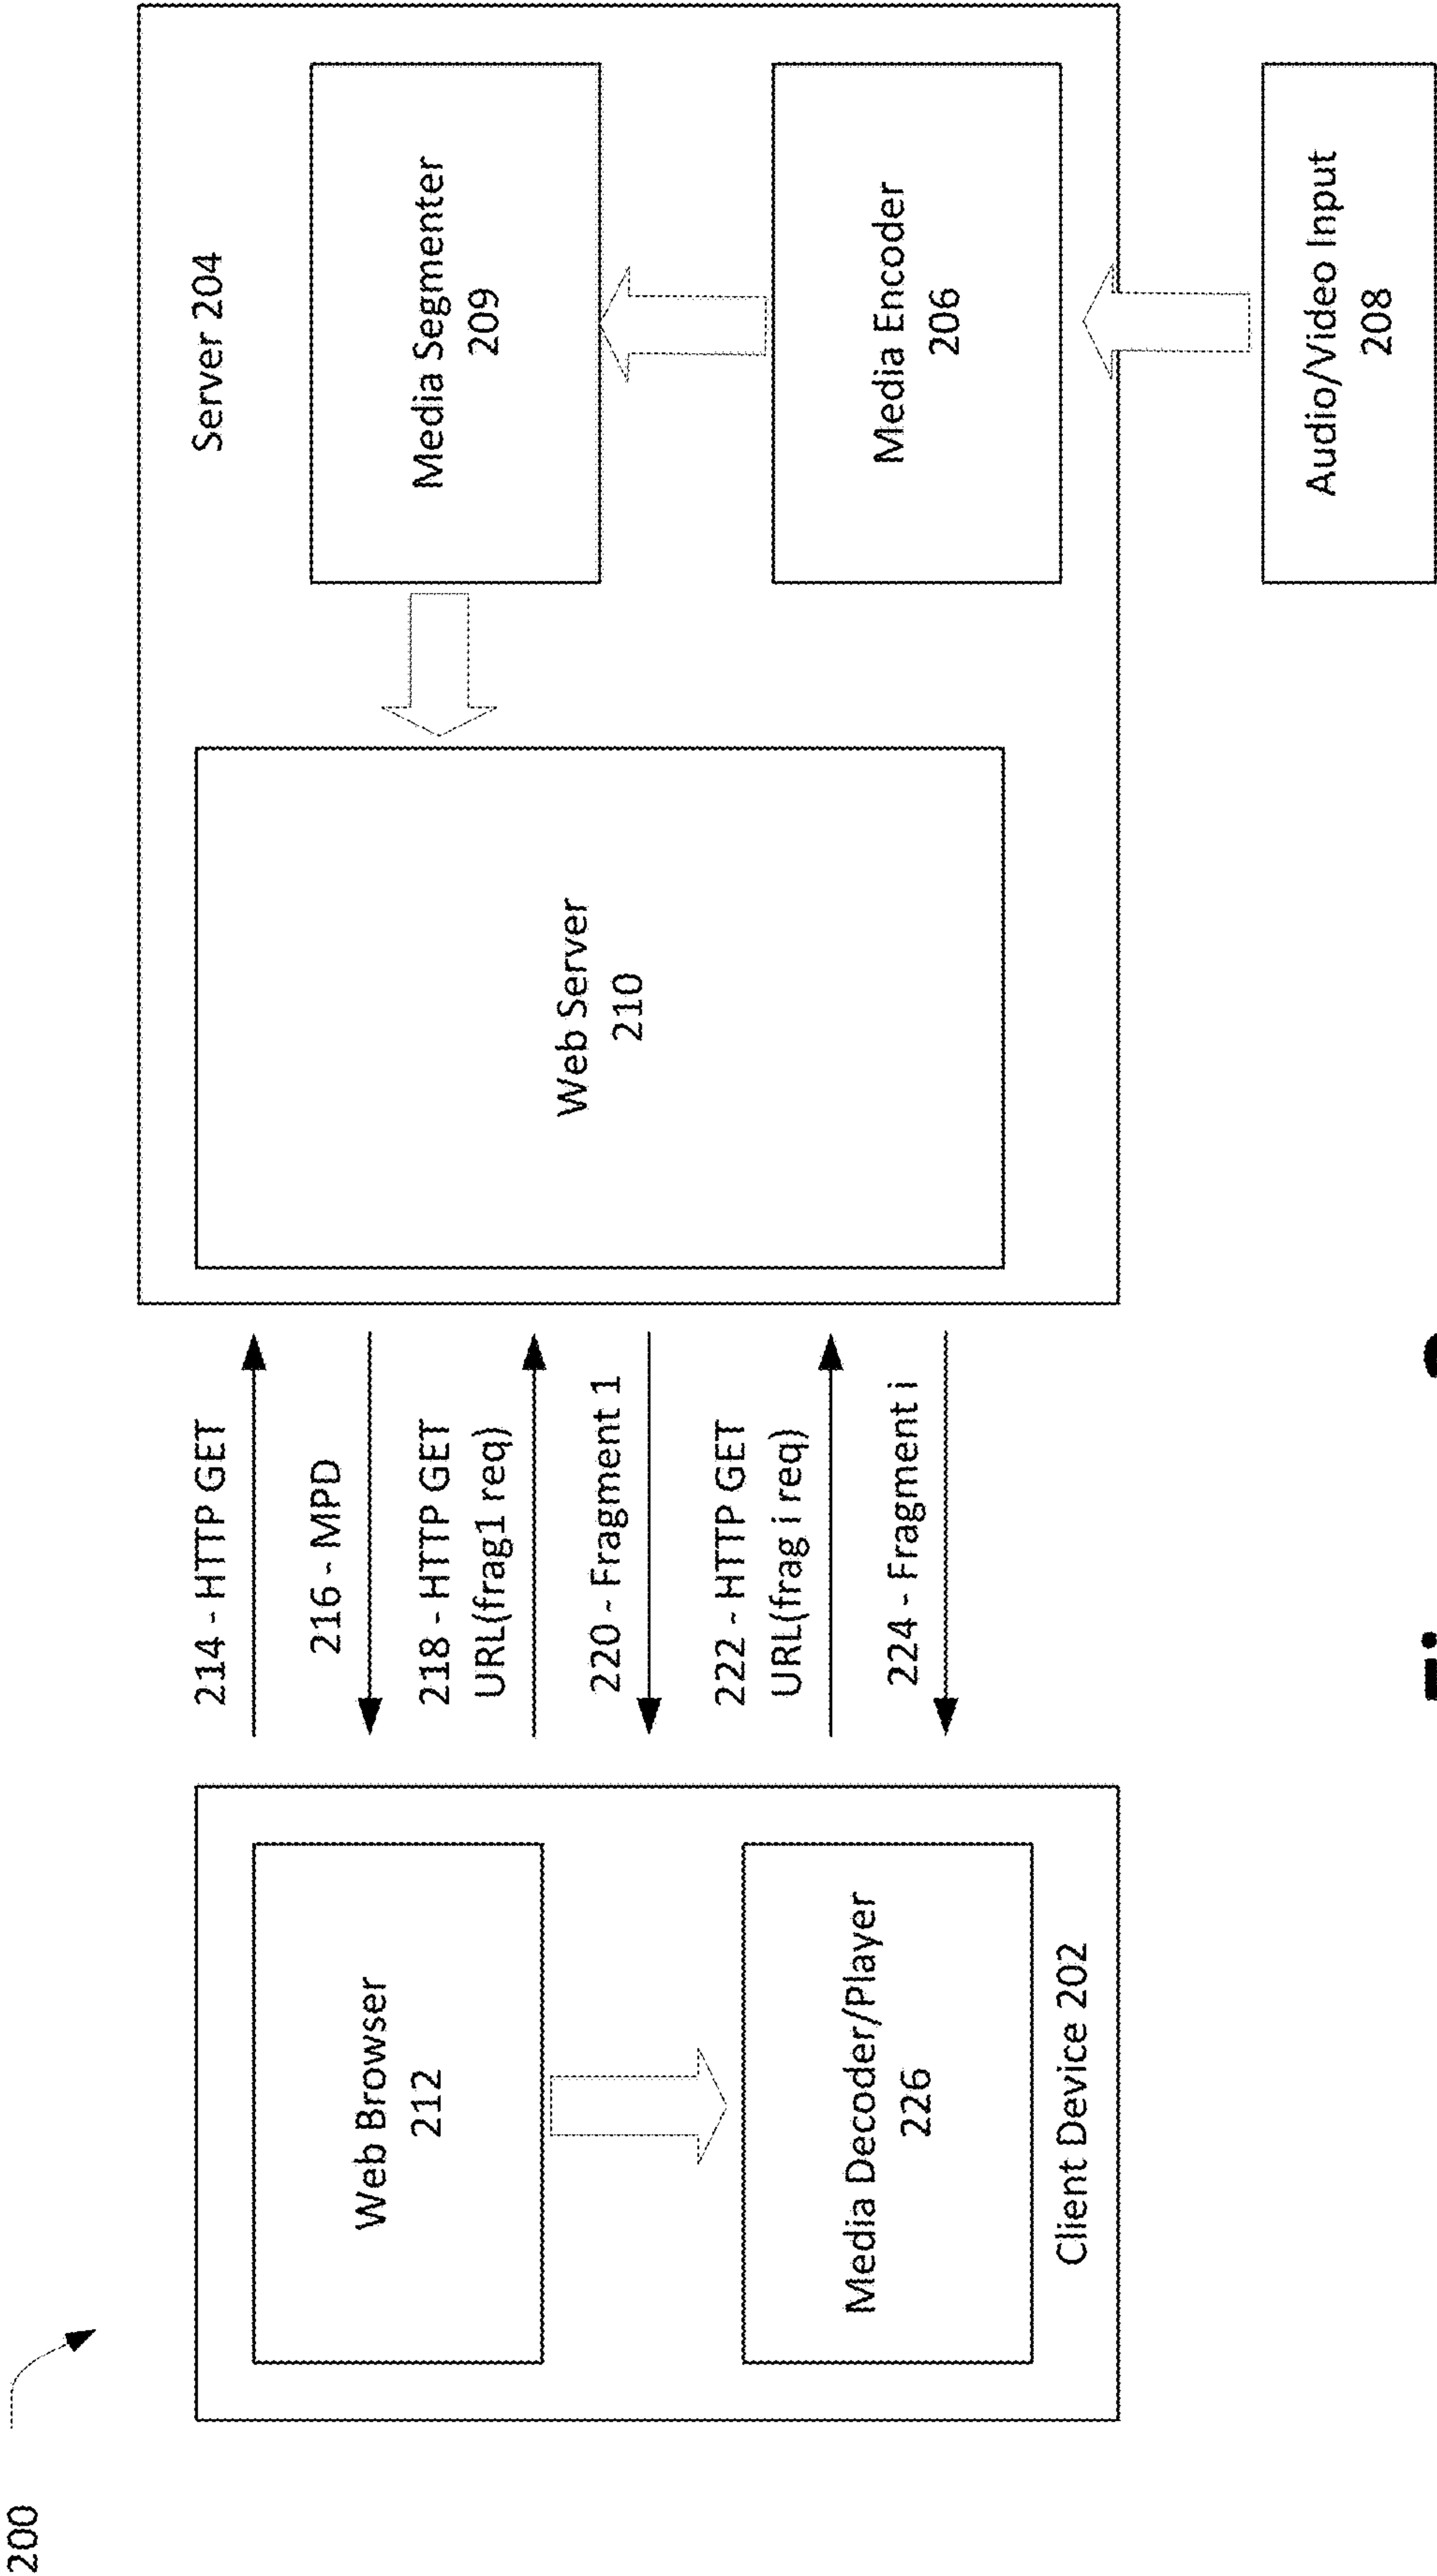 200
Web Browser
212
Media Decoder/Player
226
Client Device 202
214 - HTTP GET
216 - MPD
218 - HTTP GET
URL(frag1 req)
220 - Fragment 1
222 - HTTP GET
URL(frag i req)
224 - Fragment i
Server 204
Web Server
210
Media Segmenter
209
Media Encoder
206
Audio/Video Input
208